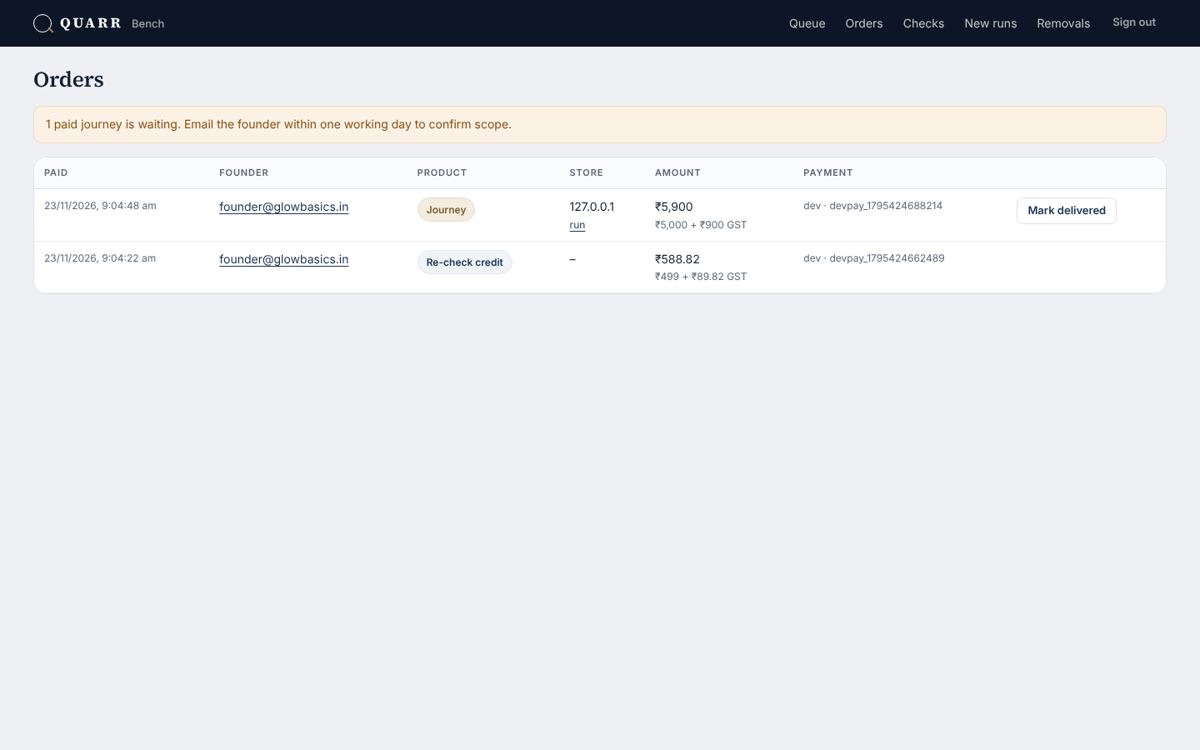 QUARR Bench Queue Orders Checks New runs Removals Sign out
Orders
1 paid journey is waiting. Email the founder within one working day to confirm scope.
PAID FOUNDER PRODUCT STORE AMOUNT PAYMENT
23/11/2026, 9:04:48 am founder@glowbasics.in Journey 127.0.0.1 ₹5,900 dev · devpay_1795424688214 Mark delivered
run ₹5,000 + ₹900 GST
23/11/2026, 9:04:22 am founder@glowbasics.in Re-check credit – ₹588.82 dev · devpay_1795424662489
₹499 + ₹89.82 GST